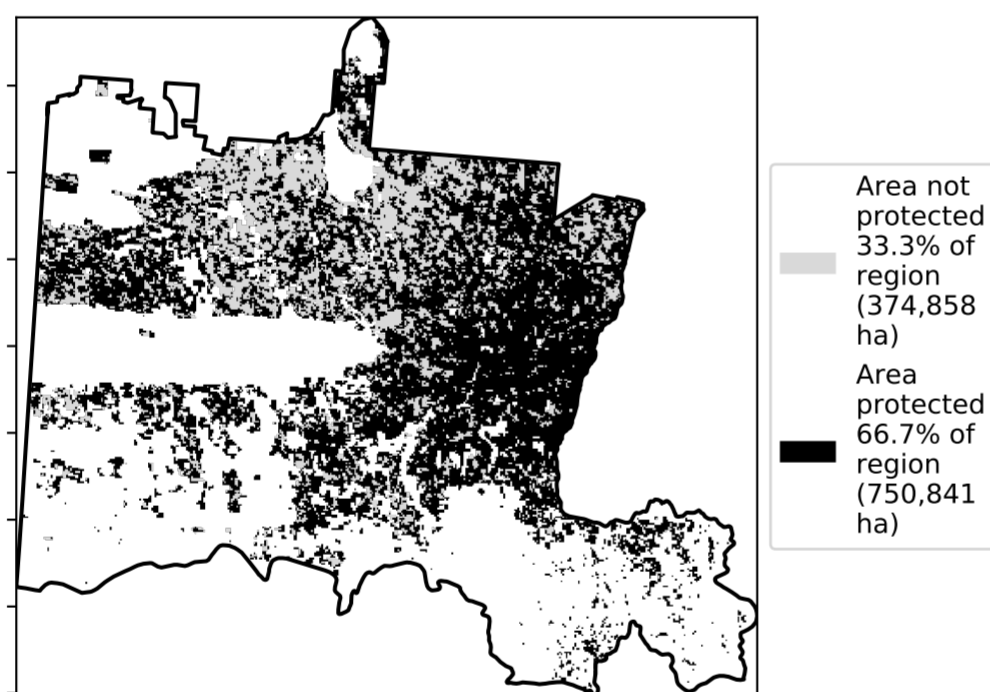 Area not
protected
33.3% of
region
(374,858
ha)
Area
protected
66.7% of
region
(750,841
ha)